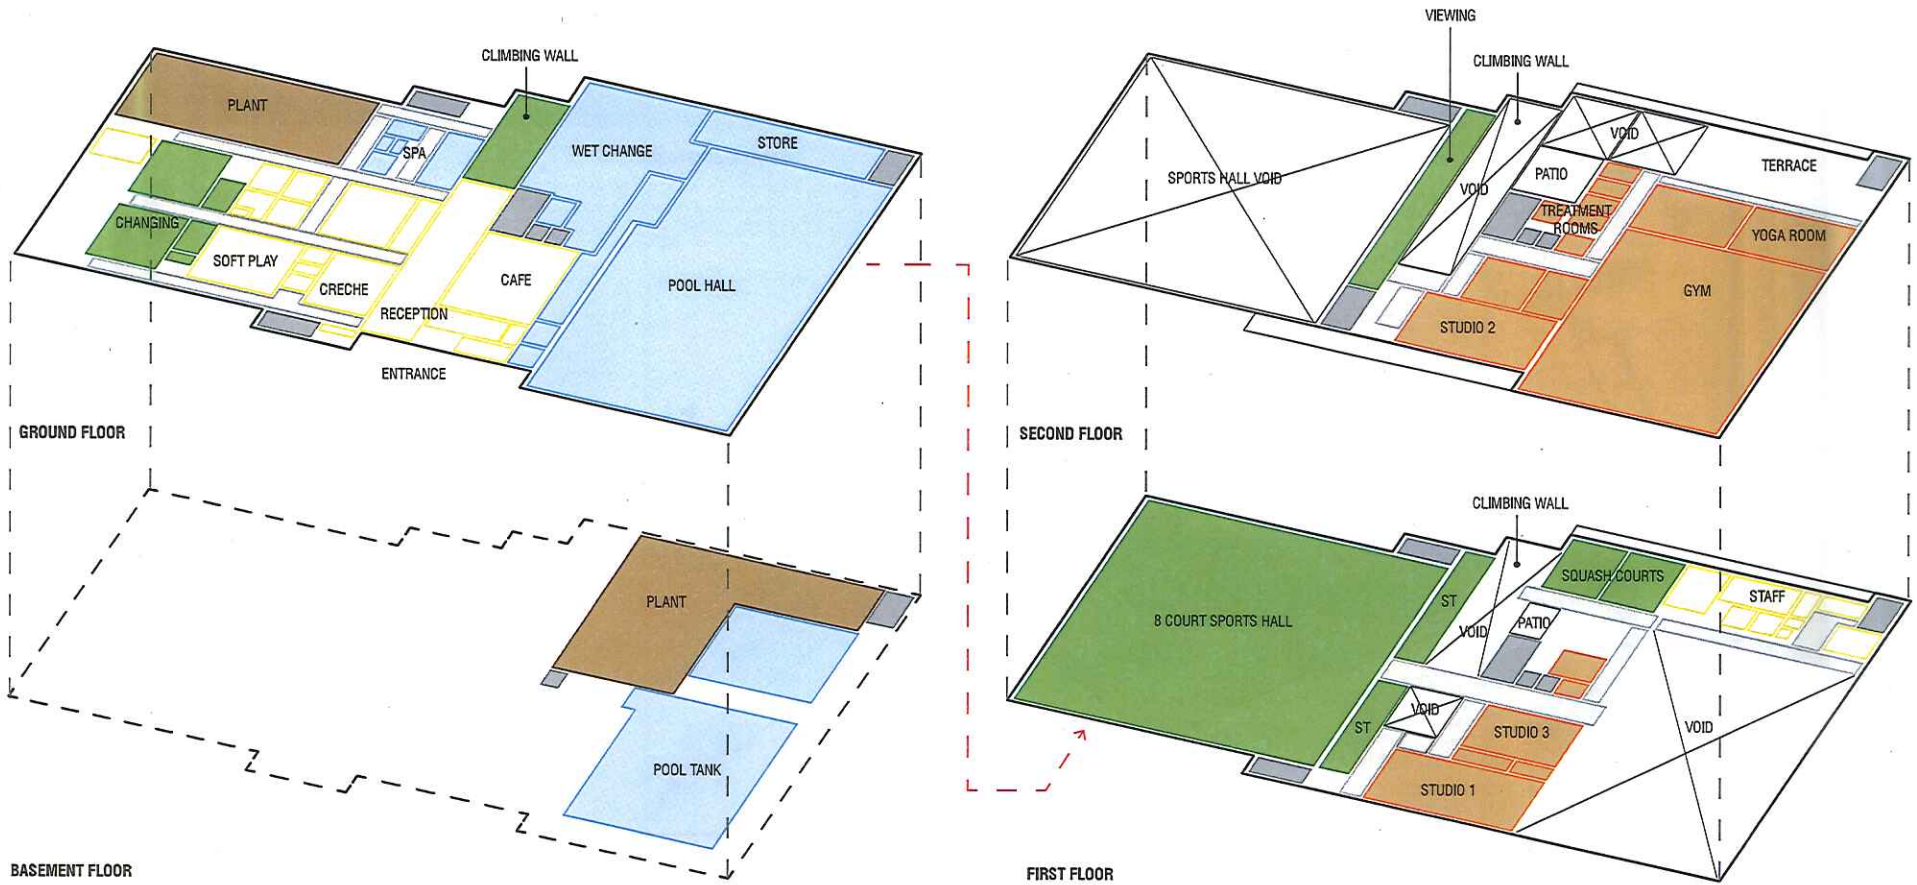 CLIMBING WALL
PLANT
WET CHANGE
STORE
SPA
CHANGING
SOFT PLAY
CRECHE
CAFE
POOL HALL
RECEPTION
ENTRANCE
GROUND FLOOR
PLANT
POOL TANK
BASEMENT FLOOR
VIEWING
CLIMBING WALL
VOID
TERRACE
PATIO
SPORTS HALL VOID
VOID
TREATMENT
ROOMS
YOGA ROOM
GYM
STUDIO 2
SECOND FLOOR
CLIMBING WALL
SQUASH COURTS
STAFF
ST
8 COURT SPORTS HALL
VOID
PATIO
VOID
ST
STUDIO 3
VOID
STUDIO 1
FIRST FLOOR